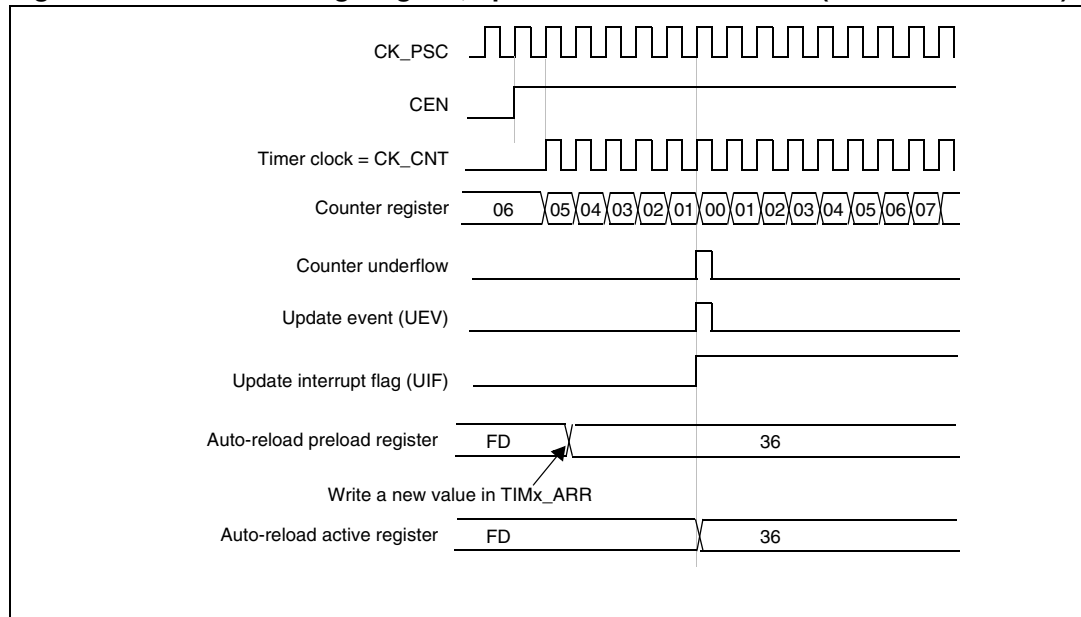 CK_PSC
CEN
Timer clock = CK_CNT
Counter register 06 05 04 03 02 01 00 01 02 03 04 05 06 07
Counter underflow
Update event (UEV)
Update interrupt flag (UIF)
Auto-reload preload register FD 36
Write a new value in TIMx_ARR
Auto-reload active register FD 36